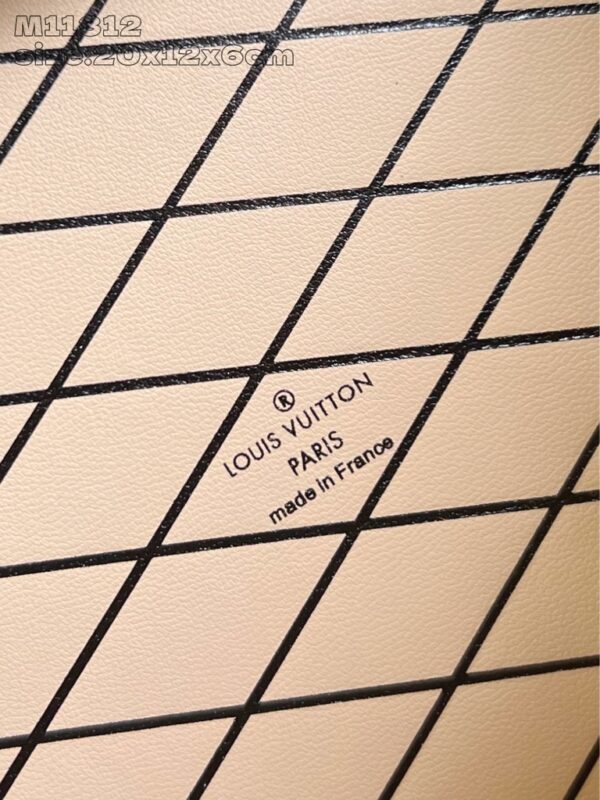 M11312
size:20x12x6cm
®
LOUIS VUITTON
PARIS
made in France